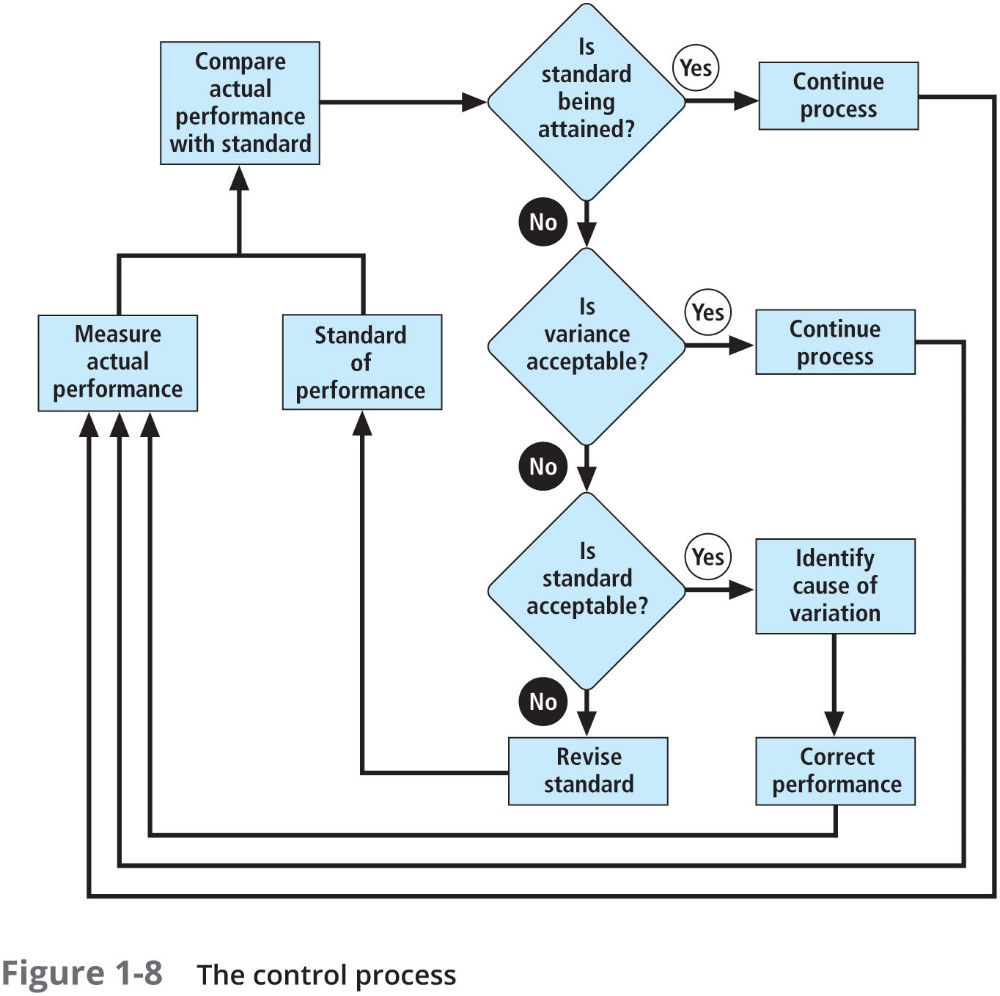 Compare
actual
performance
with standard
Is
standard
being
attained?
Yes
Continue
process
No
Measure
actual
performance
Standard
of
performance
Is
variance
acceptable?
Yes
Continue
process
No
Is
standard
acceptable?
Yes
Identify
cause of
variation
No
Revise
standard
Correct
performance
Figure 1-8 The control process